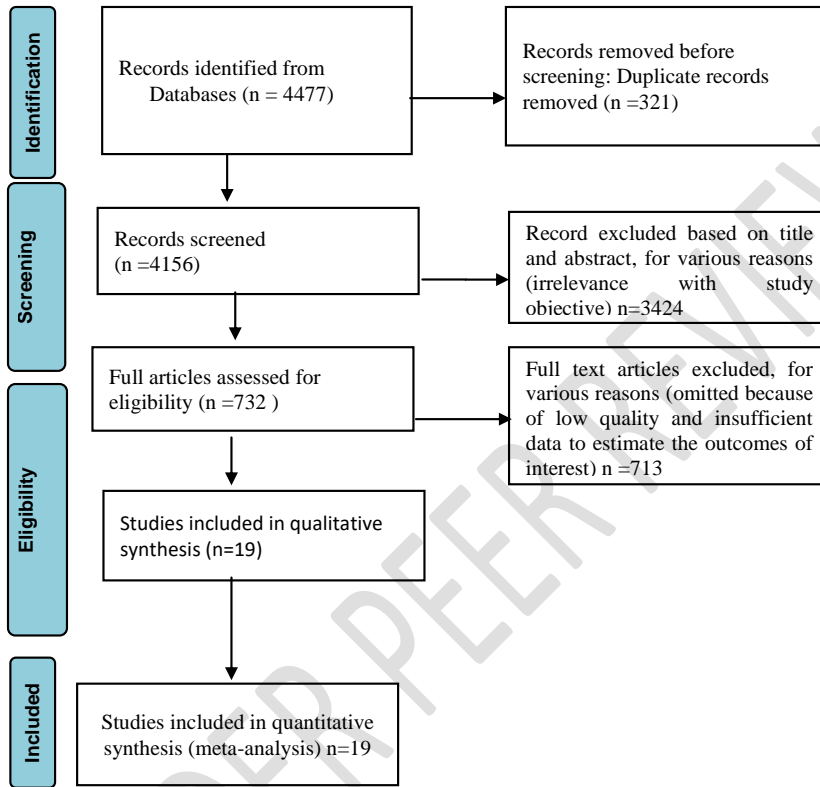 Identification
Records identified from
Databases (n = 4477)
Records removed before
screening: Duplicate records
removed (n =321)
Screening
Records screened
(n =4156)
Record excluded based on title
and abstract, for various reasons
(irrelevance with study
objective) n=3424
Full articles assessed for
eligibility (n =732 )
Full text articles excluded, for
various reasons (omitted because
of low quality and insufficient
data to estimate the outcomes of
interest) n =713
Eligibility
Studies included in qualitative
synthesis (n=19)
Included
Studies included in quantitative
synthesis (meta-analysis) n=19
PEER REVIEW